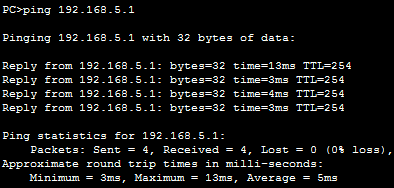 PC>ping 192.168.5.1
Pinging 192.168.5.1 with 32 bytes of data:
Reply from 192.168.5.1: bytes=32 time=13ms TTL=254
Reply from 192.168.5.1: bytes=32 time=3ms TTL=254
Reply from 192.168.5.1: bytes=32 time=4ms TTL=254
Reply from 192.168.5.1: bytes=32 time=3ms TTL=254
Ping statistics for 192.168.5.1:
Packets: Sent = 4, Received = 4, Lost = 0 (0% loss),
Approximate round trip times in milli-seconds:
Minimum = 3ms, Maximum = 13ms, Average = 5ms